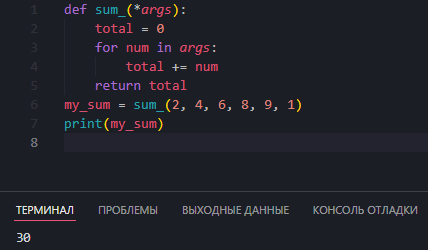 1 def sum_(*args):
2     total = 0
3     for num in args:
4         total += num
5     return total
6 my_sum = sum_(2, 4, 6, 8, 9, 1)
7 print(my_sum)
8
ТЕРМИНАЛ ПРОБЛЕМЫ ВЫХОДНЫЕ ДАННЫЕ КОНСОЛЬ ОТЛАДКИ
30